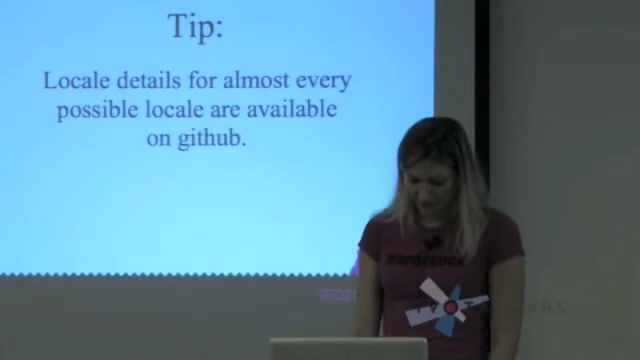 Tip:
Locale details for almost every
possible locale are available
on github.